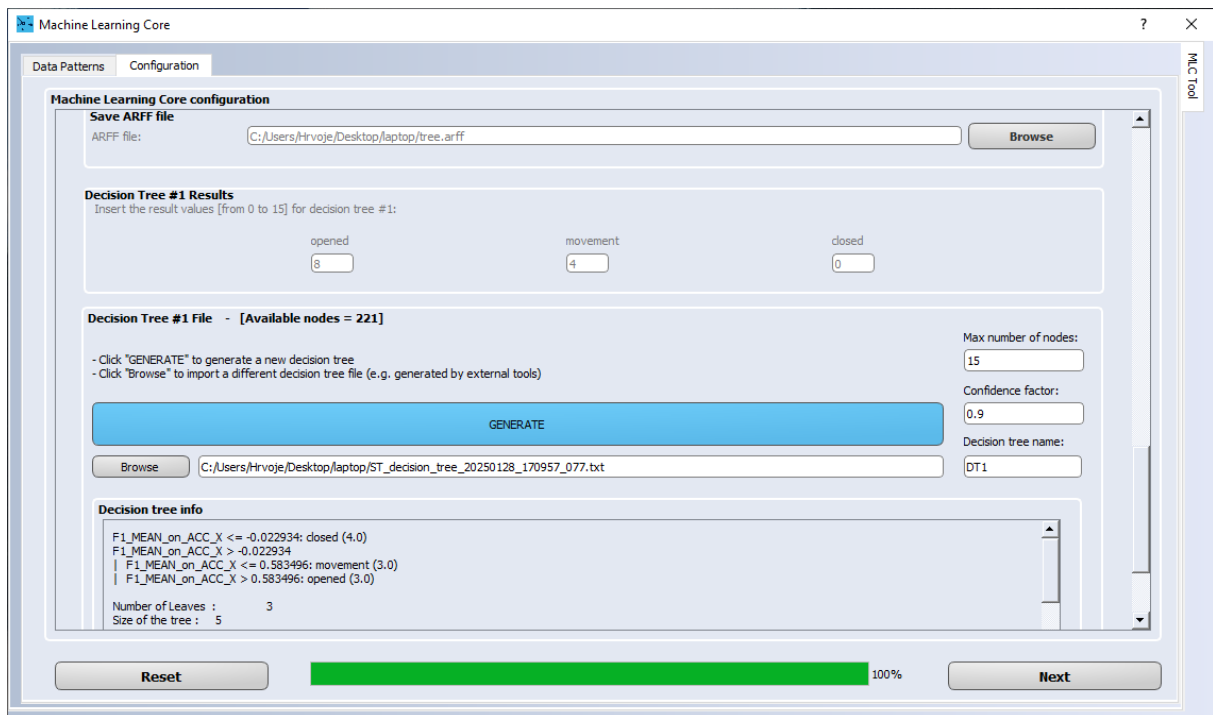 Machine Learning Core
?
Data Patterns Configuration
MLC Tool
Machine Learning Core configuration
Save ARFF file
ARFF file: C:/Users/Hrvoje/Desktop/laptop/tree.arff Browse
Decision Tree #1 Results
Insert the result values [from 0 to 15] for decision tree #1:
opened movement closed
8 4 0
Decision Tree #1 File - [Available nodes = 221]
Max number of nodes:
15
- Click "GENERATE" to generate a new decision tree
- Click "Browse" to import a different decision tree file (e.g. generated by external tools)
Confidence factor:
0.9
GENERATE
Decision tree name:
Browse C:/Users/Hrvoje/Desktop/laptop/ST_decision_tree_20250128_170957_077.txt DT1
Decision tree info
F1_MEAN_on_ACC_X <= -0.022934: closed (4.0)
F1_MEAN_on_ACC_X > -0.022934
| F1_MEAN_on_ACC_X <= 0.583496: movement (3.0)
| F1_MEAN_on_ACC_X > 0.583496: opened (3.0)
Number of Leaves : 3
Size of the tree : 5
Reset 100% Next